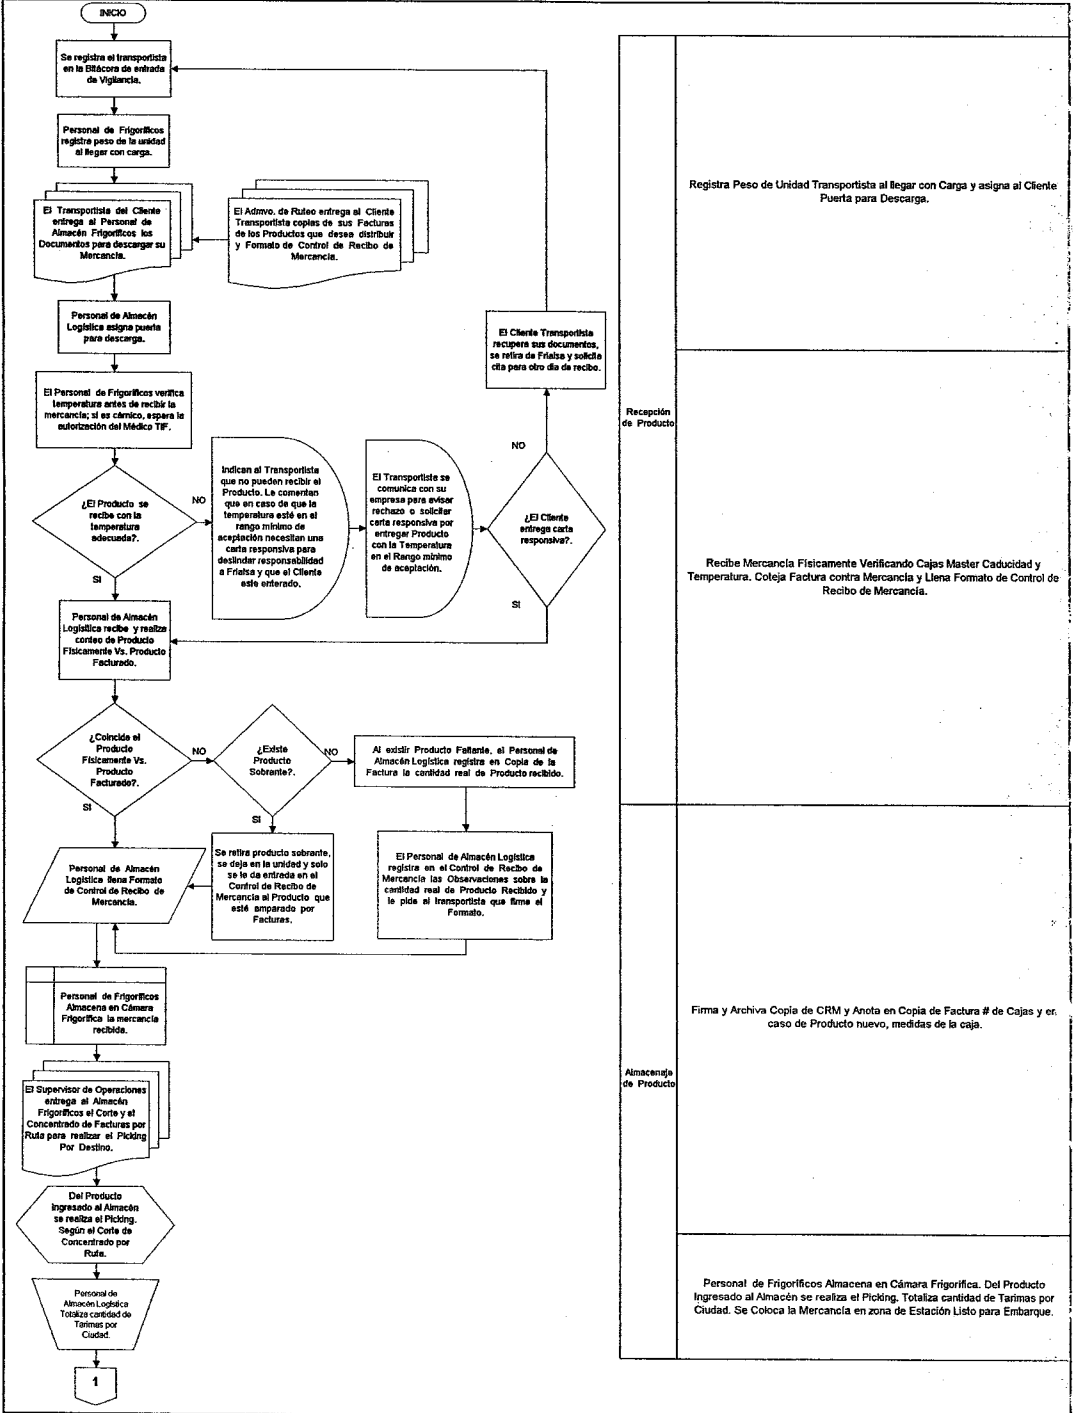 INICIO
Se registra el transportista
en la Bitácora de entrada
de Vigilancia.
Personal de Frigoríficos
registra peso de la unidad
al llegar con carga.
El Transportista del Cliente
entrega al Personal de
Almacén Frigoríficos los
Documentos para descargar su
Mercancía.
El Admvo. de Ruteo entrega al Cliente
Transportista copias de sus Facturas
de los Productos que desea distribuir
y Formato de Control de Recibo de
Mercancía.
Personal de Almacén
Logística asigna puerta
para descarga.
El Cliente Transportista
recupera sus documentos,
se retira de Frialsa y solicita
cita para otro día de recibo.
El Personal de Frigoríficos verifica
temperatura antes de recibir la
mercancía; si es cárnico, espera la
autorización del Médico TIF.
¿El Producto se
recibe con la
temperatura
adecuada?.
NO
SI
Indican al Transportista
que no pueden recibir el
Producto. Le comentan
que en caso de que la
temperatura esté en el
rango mínimo de
aceptación necesitan una
carta responsiva para
deslindar responsabilidad
a Frialsa y que el Cliente
este enterado.
El Transportista se
comunica con su
empresa para avisar
rechazo o solicitar
carta responsiva por
entregar Producto
con la Temperatura
en el Rango mínimo
de aceptación.
NO
¿El Cliente
entrega carta
responsiva?.
SI
Personal de Almacén
Logística recibe y realiza
conteo de Producto
Físicamente Vs. Producto
Facturado.
¿Coincide el
Producto
Físicamente Vs.
Producto
Facturado?.
NO
SI
¿Existe
Producto
Sobrante?.
NO
SI
Al existir Producto Faltante, el Personal de
Almacén Logística registra en Copia de la
Factura la cantidad real de Producto recibido.
Personal de Almacén
Logística llena Formato
de Control de Recibo de
Mercancía.
Se retira producto sobrante,
se deja en la unidad y solo
se le da entrada en el
Control de Recibo de
Mercancía al Producto que
esté amparado por
Facturas.
El Personal de Almacén Logística
registra en el Control de Recibo de
Mercancía las Observaciones sobre la
cantidad real de Producto Recibido y
le pide al transportista que firme el
Formato.
Personal de Frigoríficos
Almacena en Cámara
Frigorífica la mercancía
recibida.
El Supervisor de Operaciones
entrega al Almacén
Frigoríficos el Corte y el
Concentrado de Facturas por
Ruta para realizar el Picking
Por Destino.
Del Producto
Ingresado al Almacén
se realiza el Picking.
Según el Corte de
Concentrado por
Ruta.
Personal de
Almacén Logística
Totaliza cantidad de
Tarimas por
Ciudad.
1
Recepción
de Producto
Registra Peso de Unidad Transportista al llegar con Carga y asigna al Cliente
Puerta para Descarga.
Recibe Mercancía Físicamente Verificando Cajas Master Caducidad y
Temperatura. Coteja Factura contra Mercancía y Llena Formato de Control de
Recibo de Mercancía.
Almacenaje
de Producto
Firma y Archiva Copia de CRM y Anota en Copia de Factura # de Cajas y en
caso de Producto nuevo, medidas de la caja.
Personal de Frigoríficos Almacena en Cámara Frigorífica. Del Producto
Ingresado al Almacén se realiza el Picking. Totaliza cantidad de Tarimas por
Ciudad. Se Coloca la Mercancía en zona de Estación Listo para Embarque.